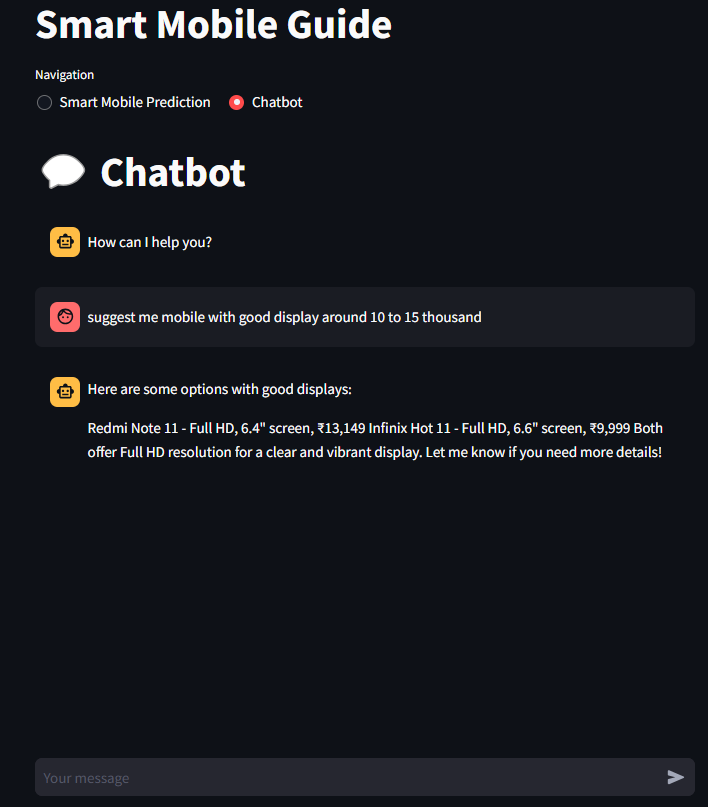 Smart Mobile Guide
Navigation
Smart Mobile Prediction Chatbot
Chatbot
How can I help you?
suggest me mobile with good display around 10 to 15 thousand
Here are some options with good displays:
Redmi Note 11 - Full HD, 6.4" screen, ₹13,149 Infinix Hot 11 - Full HD, 6.6" screen, ₹9,999 Both
offer Full HD resolution for a clear and vibrant display. Let me know if you need more details!
Your message